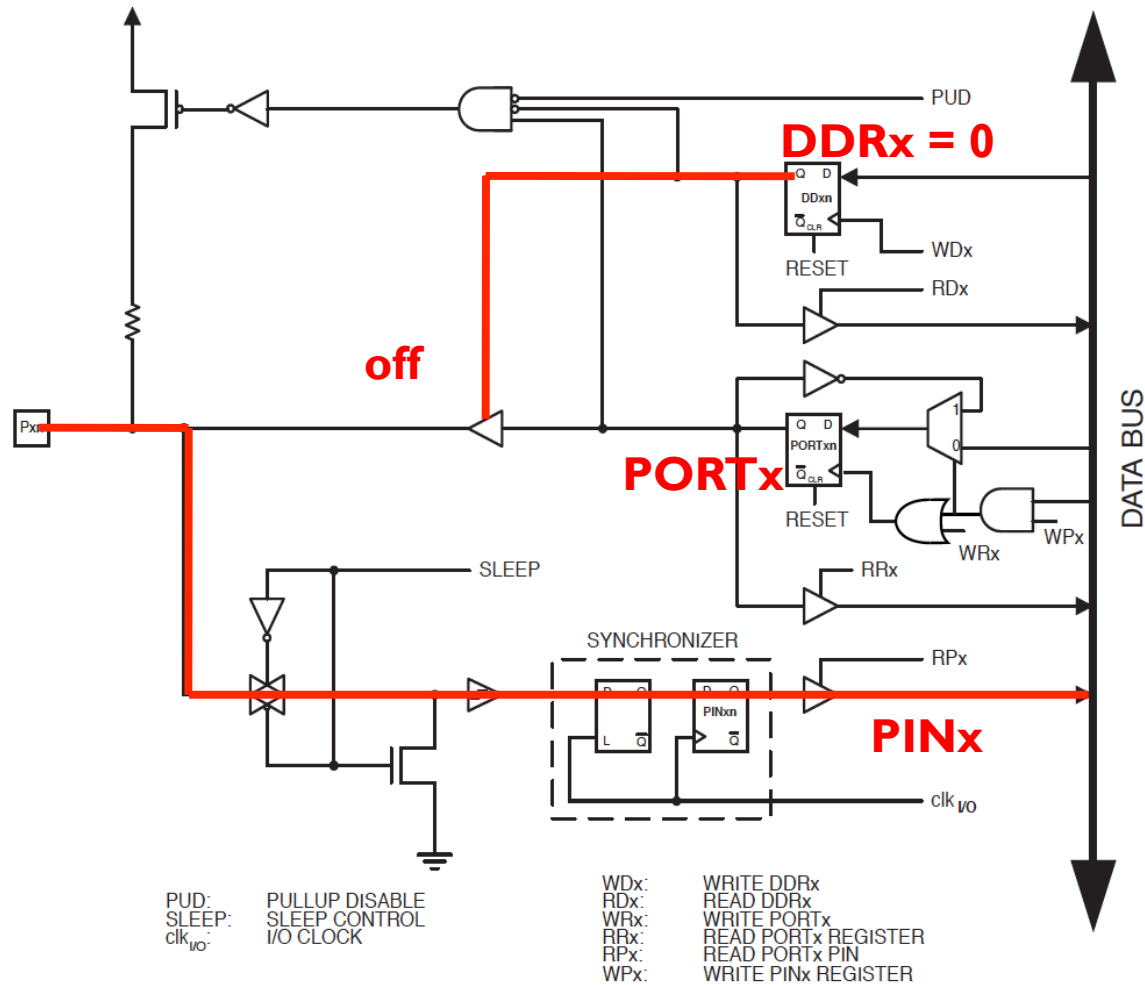 PUD
DDRx = 0
Q D
DDxn
Q CLR
WDx
RESET
RDx
off
1
Pxn
Q D
0
PORTxn
PORTx
Q CLR
RESET
WRx
WPx
DATA BUS
SLEEP
RRx
SYNCHRONIZER
RPx
D Q
PINxn
L Q
Q
PINx
clk I/O
PUD: PULLUP DISABLE
SLEEP: SLEEP CONTROL
clkI/O: I/O CLOCK
WDx: WRITE DDRx
RDx: READ DDRx
WRx: WRITE PORTx
RRx: READ PORTx REGISTER
RPx: READ PORTx PIN
WPx: WRITE PINx REGISTER